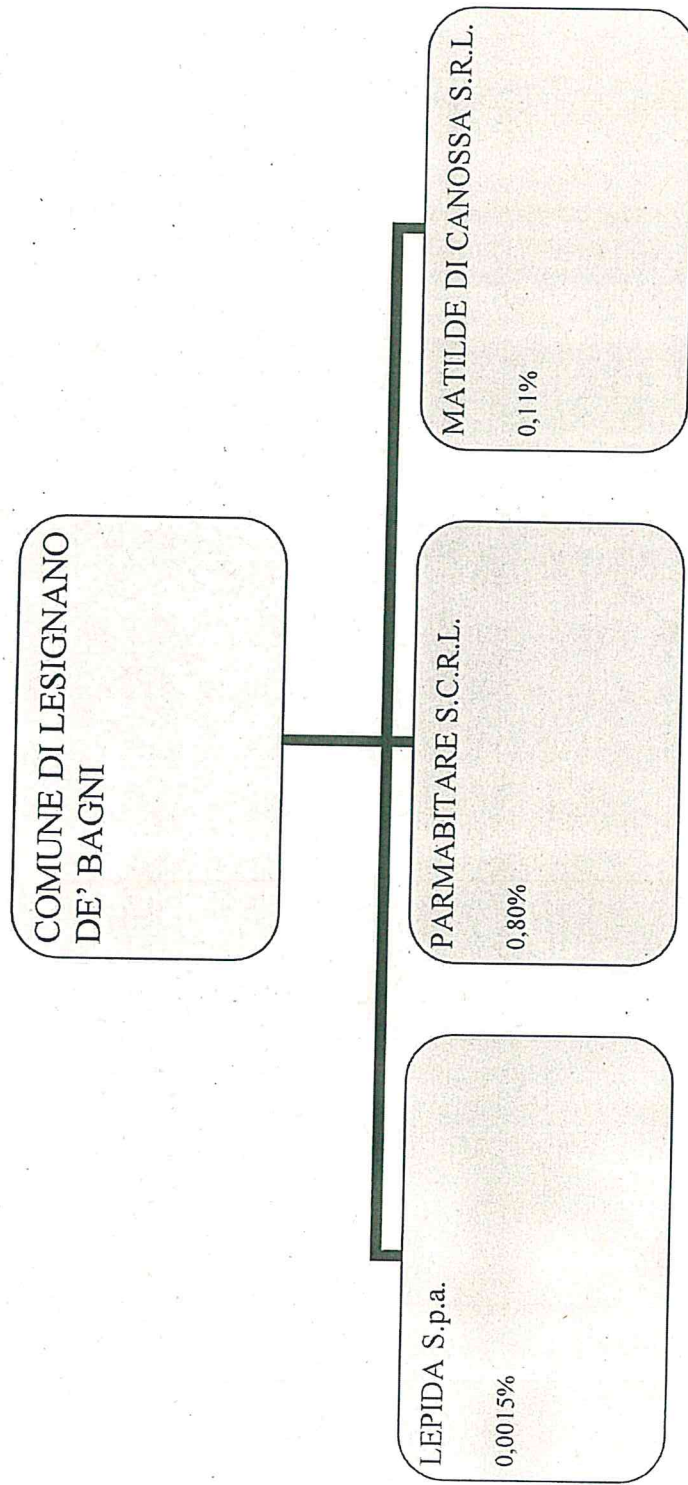 COMUNE DI LESIGNANO
DE’ BAGNI
LEPIDA S.p.a.
0,0015%
PARMABITARE S.C.R.L.
0,80%
MATILDE DI CANOSSA S.R.L.
0,11%